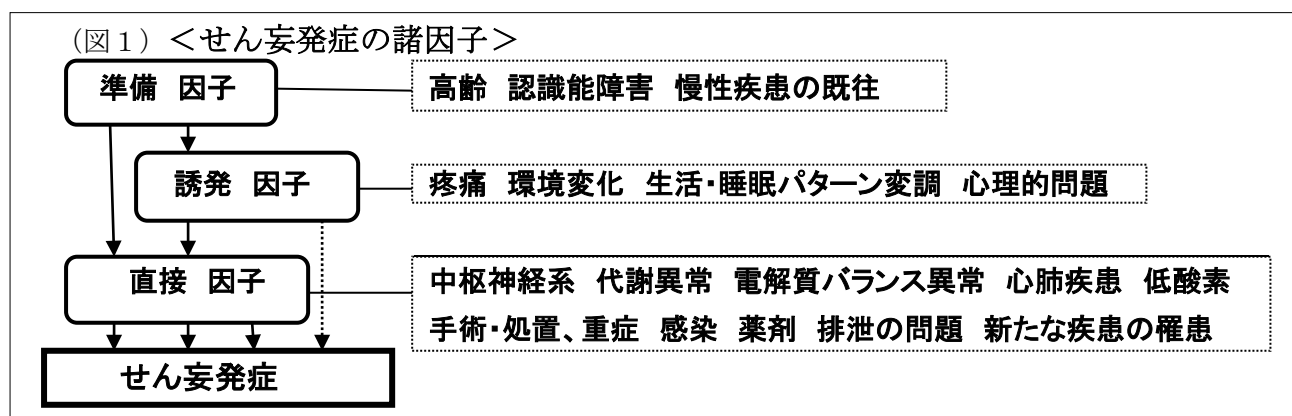 (図1)<せん妄発症の諸因子>
準備 因子
高齢 認識能障害 慢性疾患の既往
誘発 因子
疼痛 環境変化 生活・睡眠パターン変調 心理的問題
直接 因子
中枢神経系 代謝異常 電解質バランス異常 心肺疾患 低酸素
手術・処置、重症 感染 薬剤 排泄の問題 新たな疾患の罹患
せん妄発症